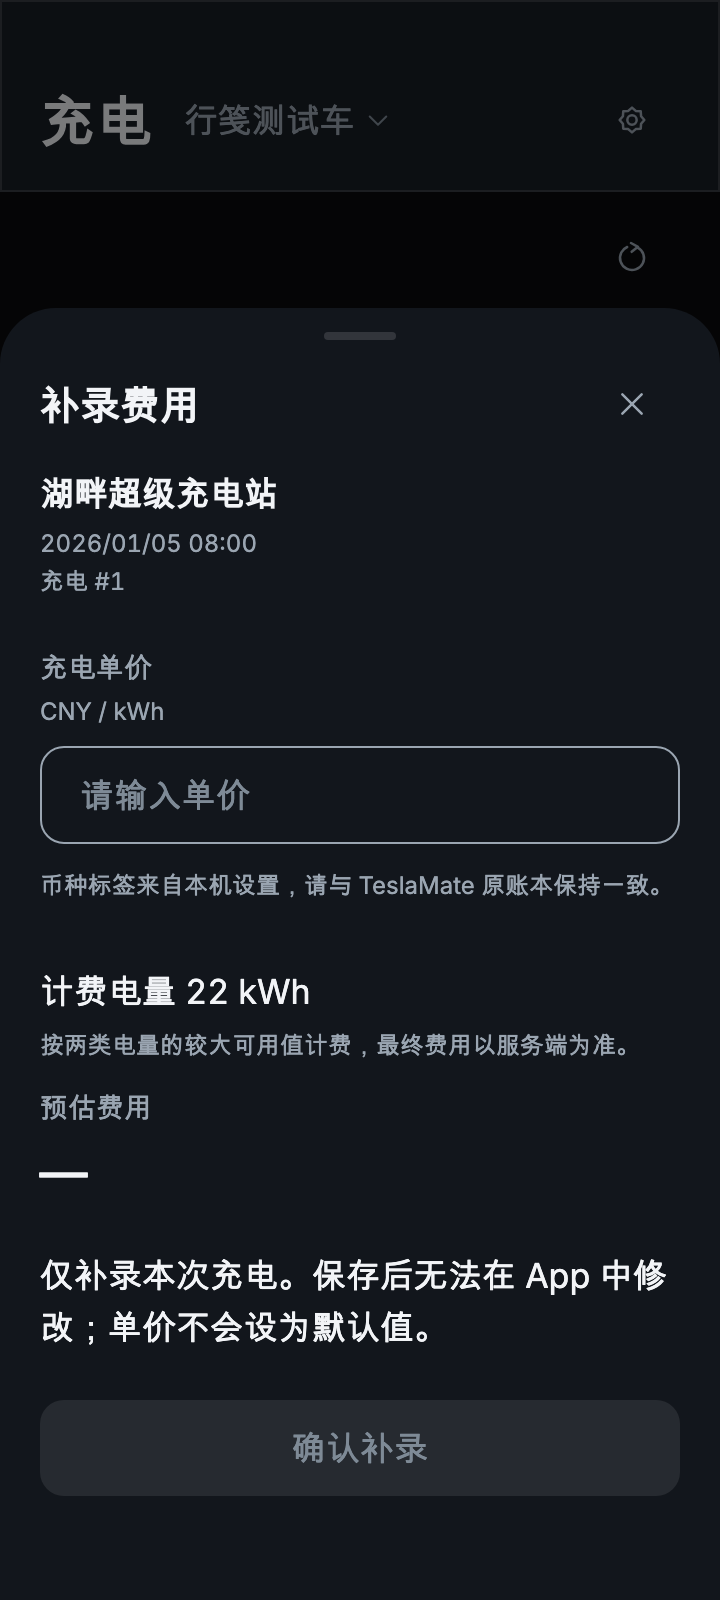 充电 行笺测试车
补录费用
湖畔超级充电站
2026/01/05 08:00
充电 #1
充电单价
CNY / kWh
请输入单价
币种标签来自本机设置，请与 TeslaMate 原账本保持一致。
计费电量 22 kWh
按两类电量的较大可用值计费，最终费用以服务端为准。
预估费用
—
仅补录本次充电。保存后无法在 App 中修
改；单价不会设为默认值。
确认补录